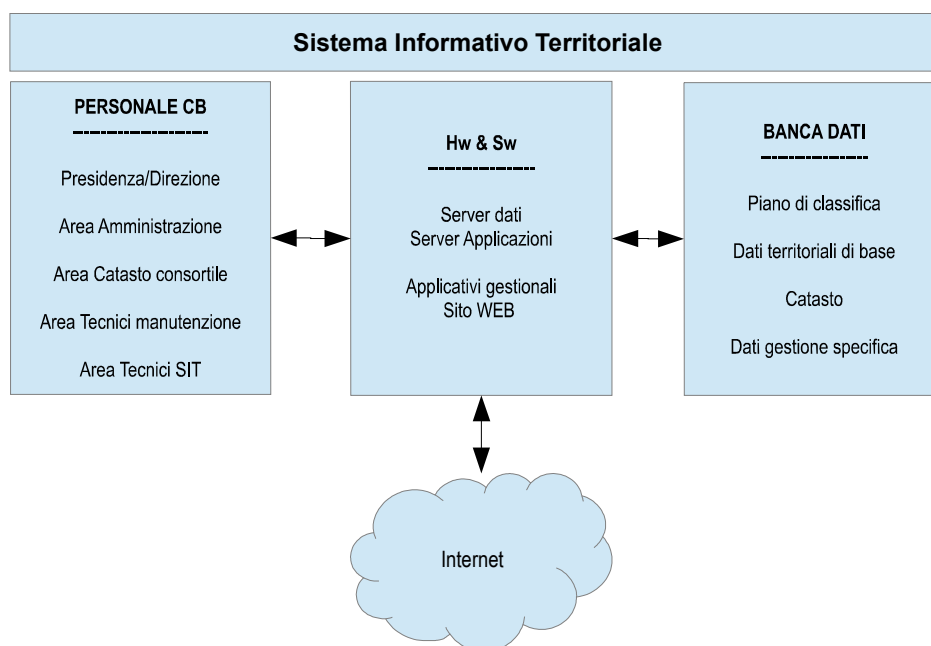 Sistema Informativo Territoriale
PERSONALE CB
Presidenza/Direzione
Area Amministrazione
Area Catasto consortile
Area Tecnici manutenzione
Area Tecnici SIT
Hw & Sw
Server dati
Server Applicazioni
Applicativi gestionali
Sito WEB
BANCA DATI
Piano di classifica
Dati territoriali di base
Catasto
Dati gestione specifica
Internet